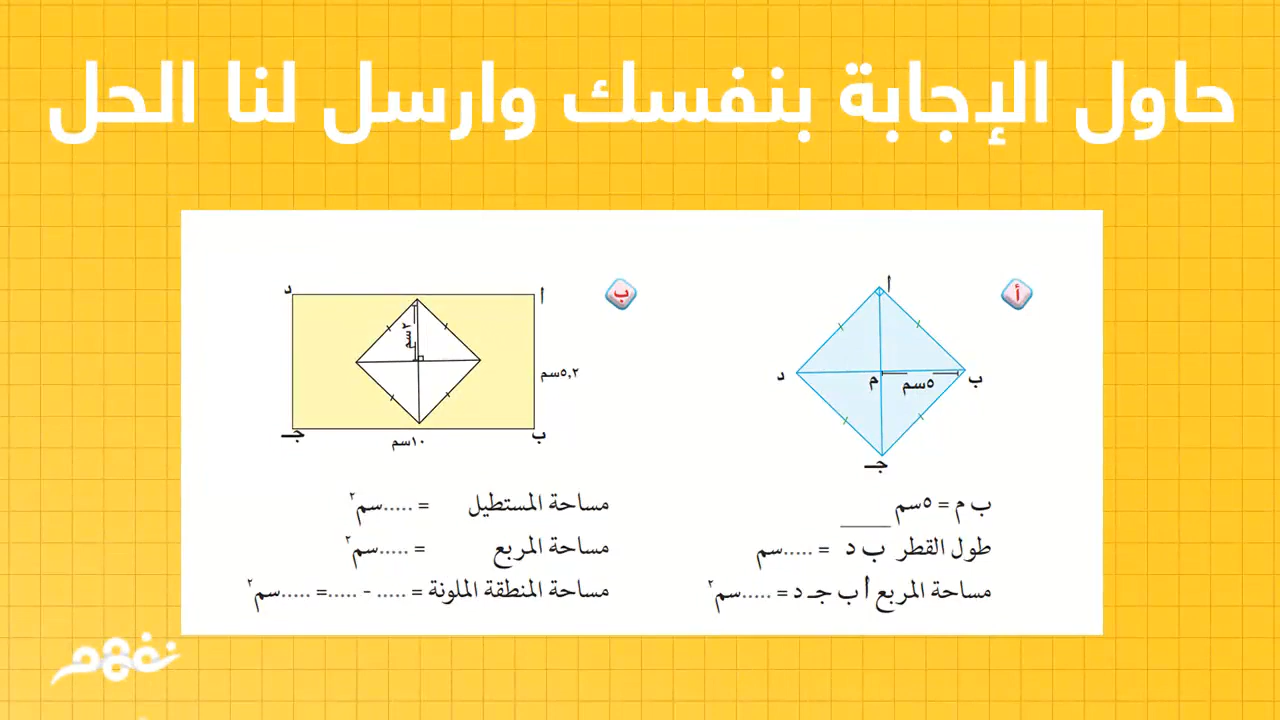 حاول الإجابة بنفسك وارسل لنا الحل
أ
أ
ب
م
٥سم
د
جـ
ب م = ٥سم
طول القطر ب د = .....سم
مساحة المربع أ ب جـ د = .....سم٢
ب
د
أ
٢سم
٥,٢سم
جـ
ب
١٠سم
مساحة المستطيل = .....سم٢
مساحة المربع = .....سم٢
مساحة المنطقة الملونة = ..... - .....= .....سم٢
نفهم